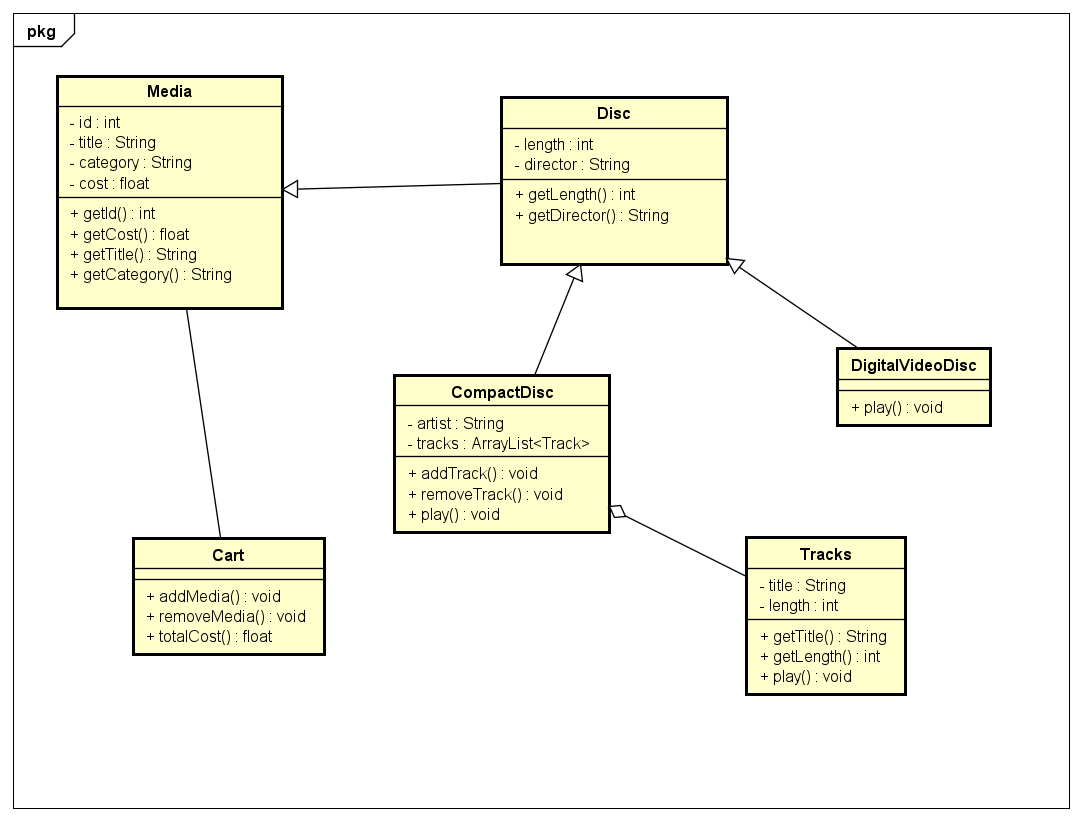 pkg
Media
- id : int
- title : String
- category : String
- cost : float
+ getId() : int
+ getCost() : float
+ getTitle() : String
+ getCategory() : String
Disc
- length : int
- director : String
+ getLength() : int
+ getDirector() : String
DigitalVideoDisc
+ play() : void
CompactDisc
- artist : String
- tracks : ArrayList<Track>
+ addTrack() : void
+ removeTrack() : void
+ play() : void
Cart
+ addMedia() : void
+ removeMedia() : void
+ totalCost() : float
Tracks
- title : String
- length : int
+ getTitle() : String
+ getLength() : int
+ play() : void